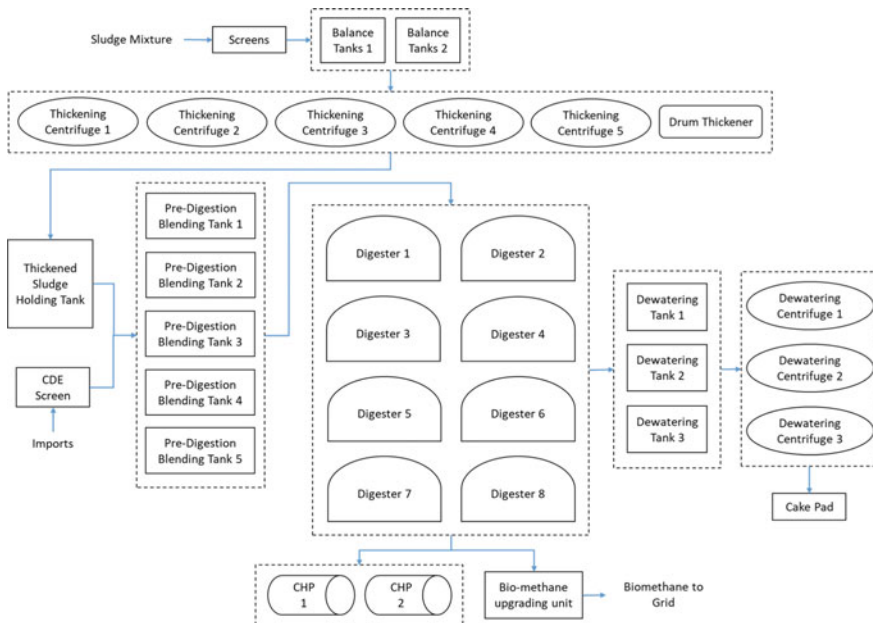 Sludge Mixture
Screens
Balance
Tanks 1
Balance
Tanks 2
Thickening
Centrifuge 1
Thickening
Centrifuge 2
Thickening
Centrifuge 3
Thickening
Centrifuge 4
Thickening
Centrifuge 5
Drum Thickener
Thickened
Sludge
Holding Tank
CDE
Screen
Imports
Pre-Digestion
Blending Tank 1
Pre-Digestion
Blending Tank 2
Pre-Digestion
Blending Tank 3
Pre-Digestion
Blending Tank 4
Pre-Digestion
Blending Tank 5
Digester 1
Digester 2
Digester 3
Digester 4
Digester 5
Digester 6
Digester 7
Digester 8
Dewatering
Tank 1
Dewatering
Tank 2
Dewatering
Tank 3
Dewatering
Centrifuge 1
Dewatering
Centrifuge 2
Dewatering
Centrifuge 3
Cake Pad
CHP
1
CHP
2
Bio-methane
upgrading unit
Biomethane to
Grid